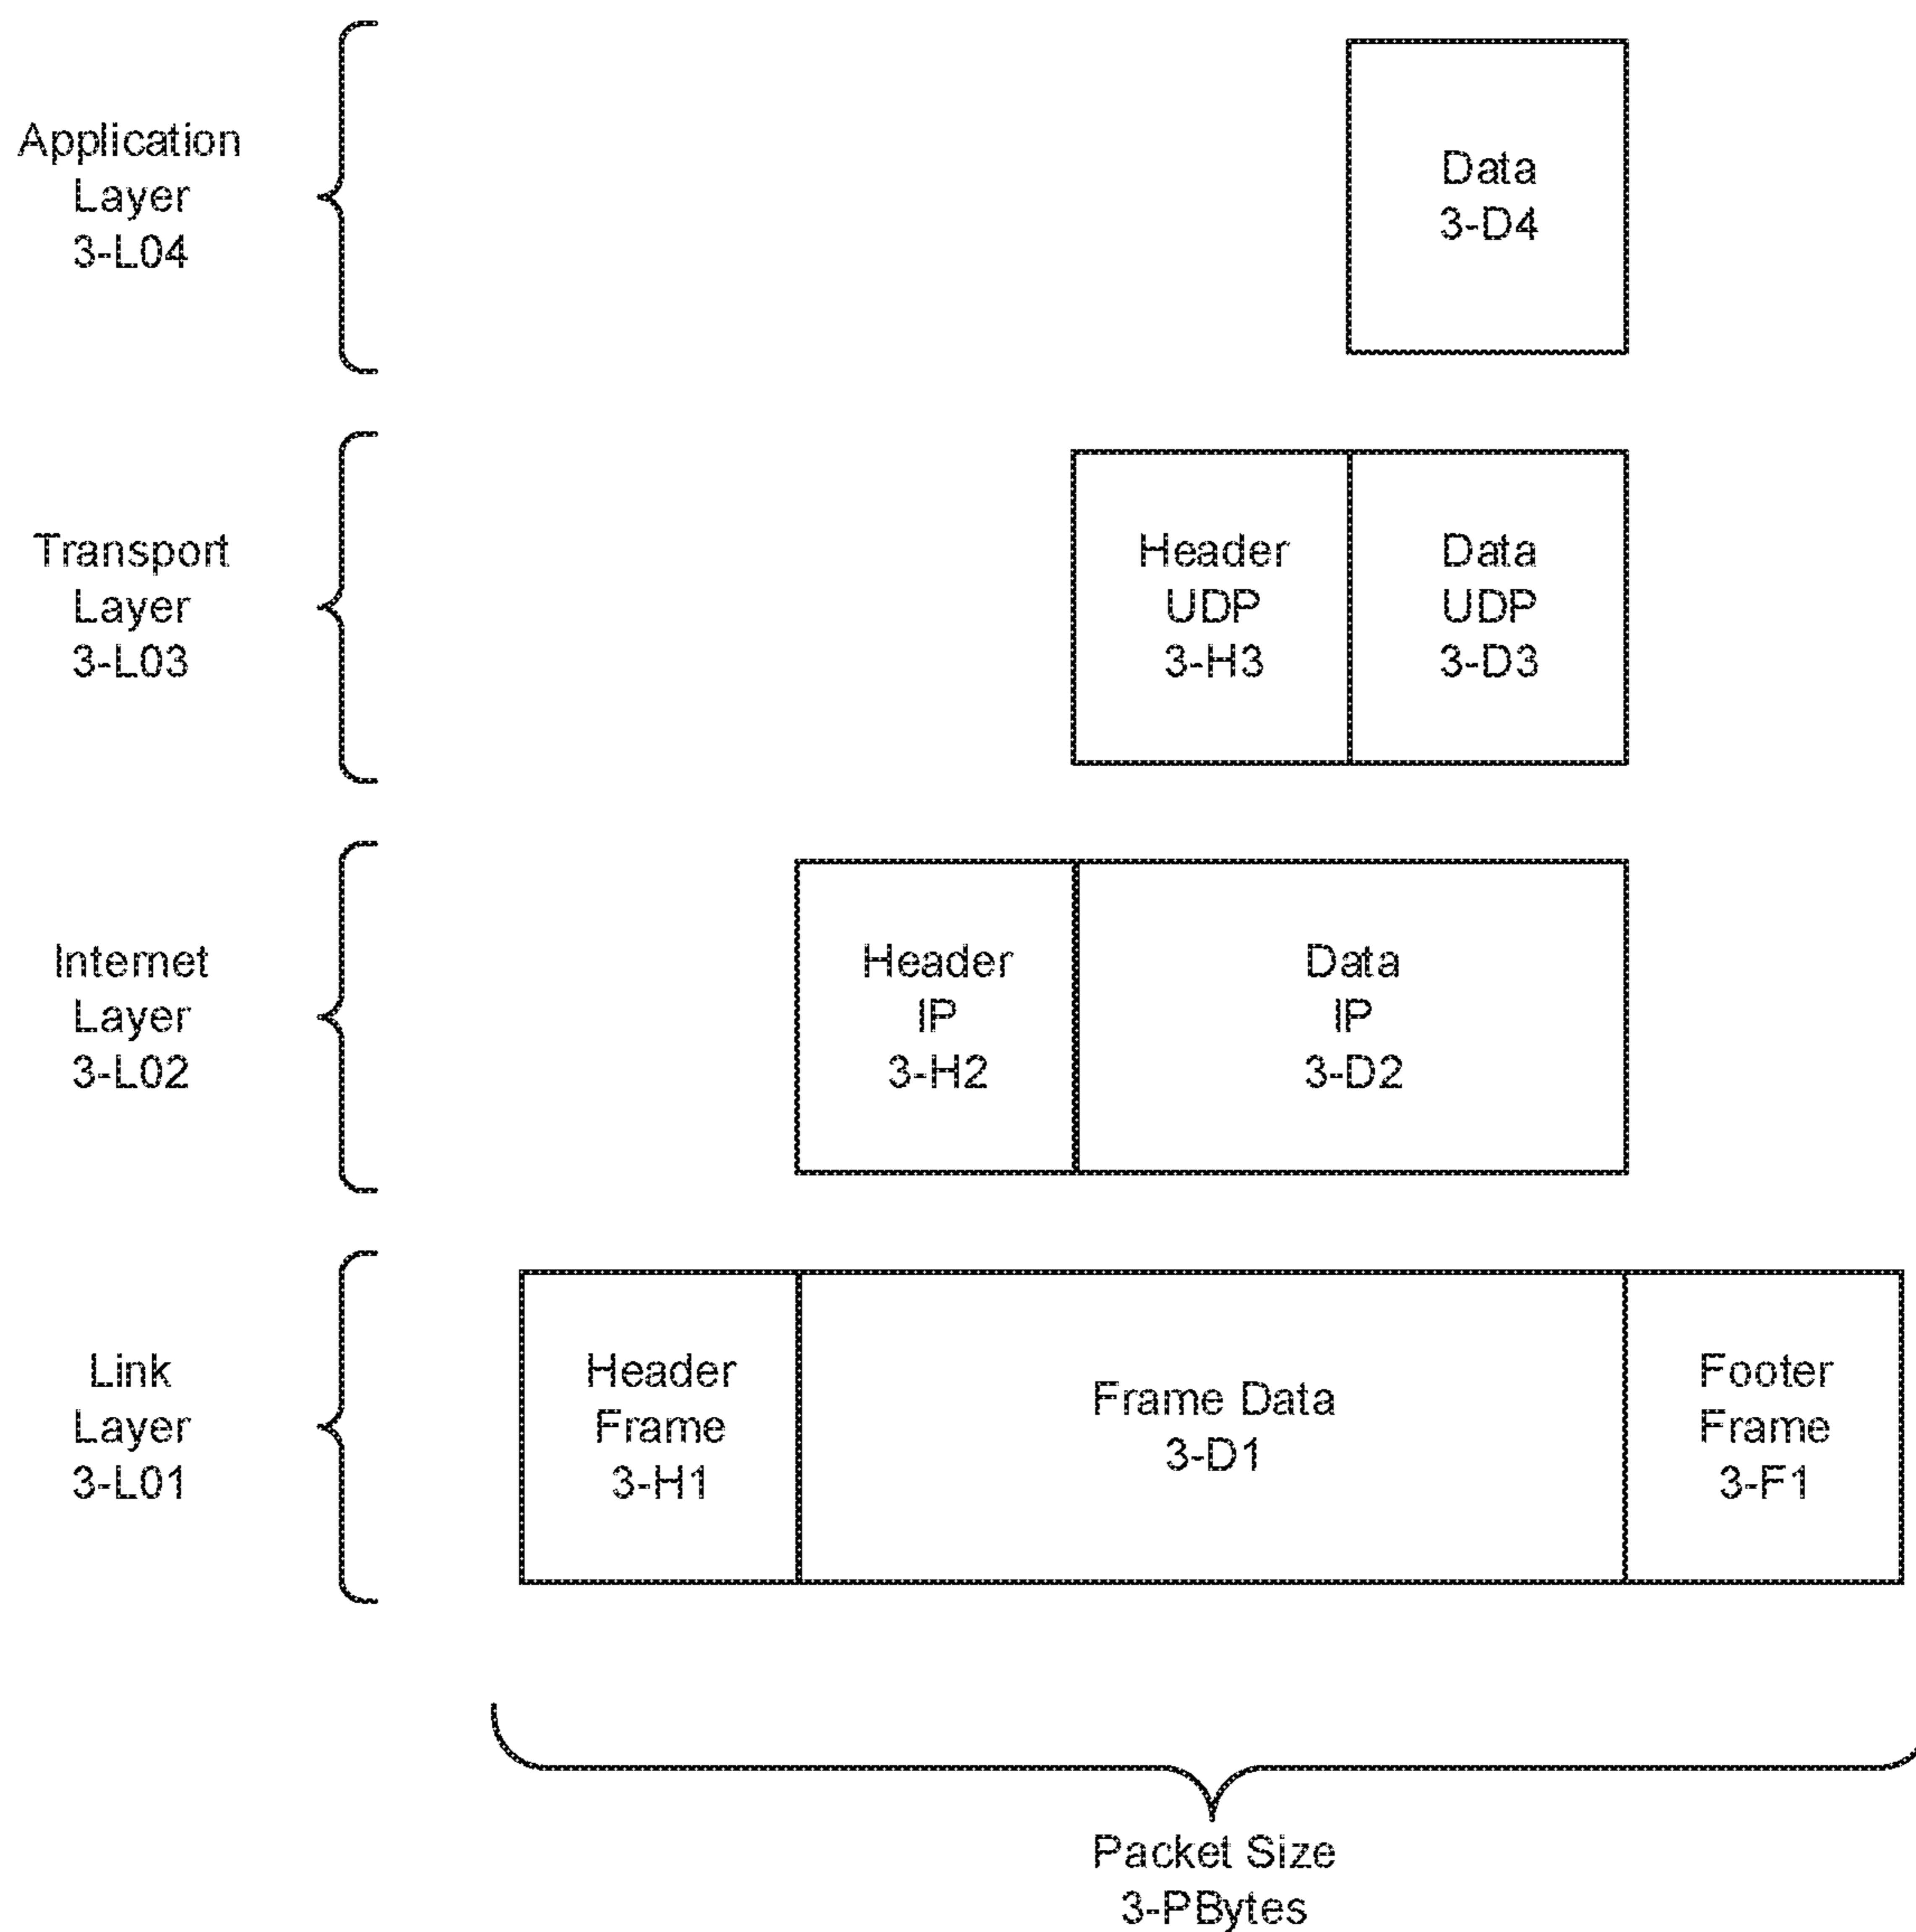 Application
Layer
3-L04
Data
3-D4
Transport
Layer
3-L03
Header
UDP
3-H3
Data
UDP
3-D3
Internet
Layer
3-L02
Header
IP
3-H2
Data
IP
3-D2
Link
Layer
3-L01
Header
Frame
3-H1
Frame Data
3-D1
Footer
Frame
3-F1
Packet Size
3-PBytes